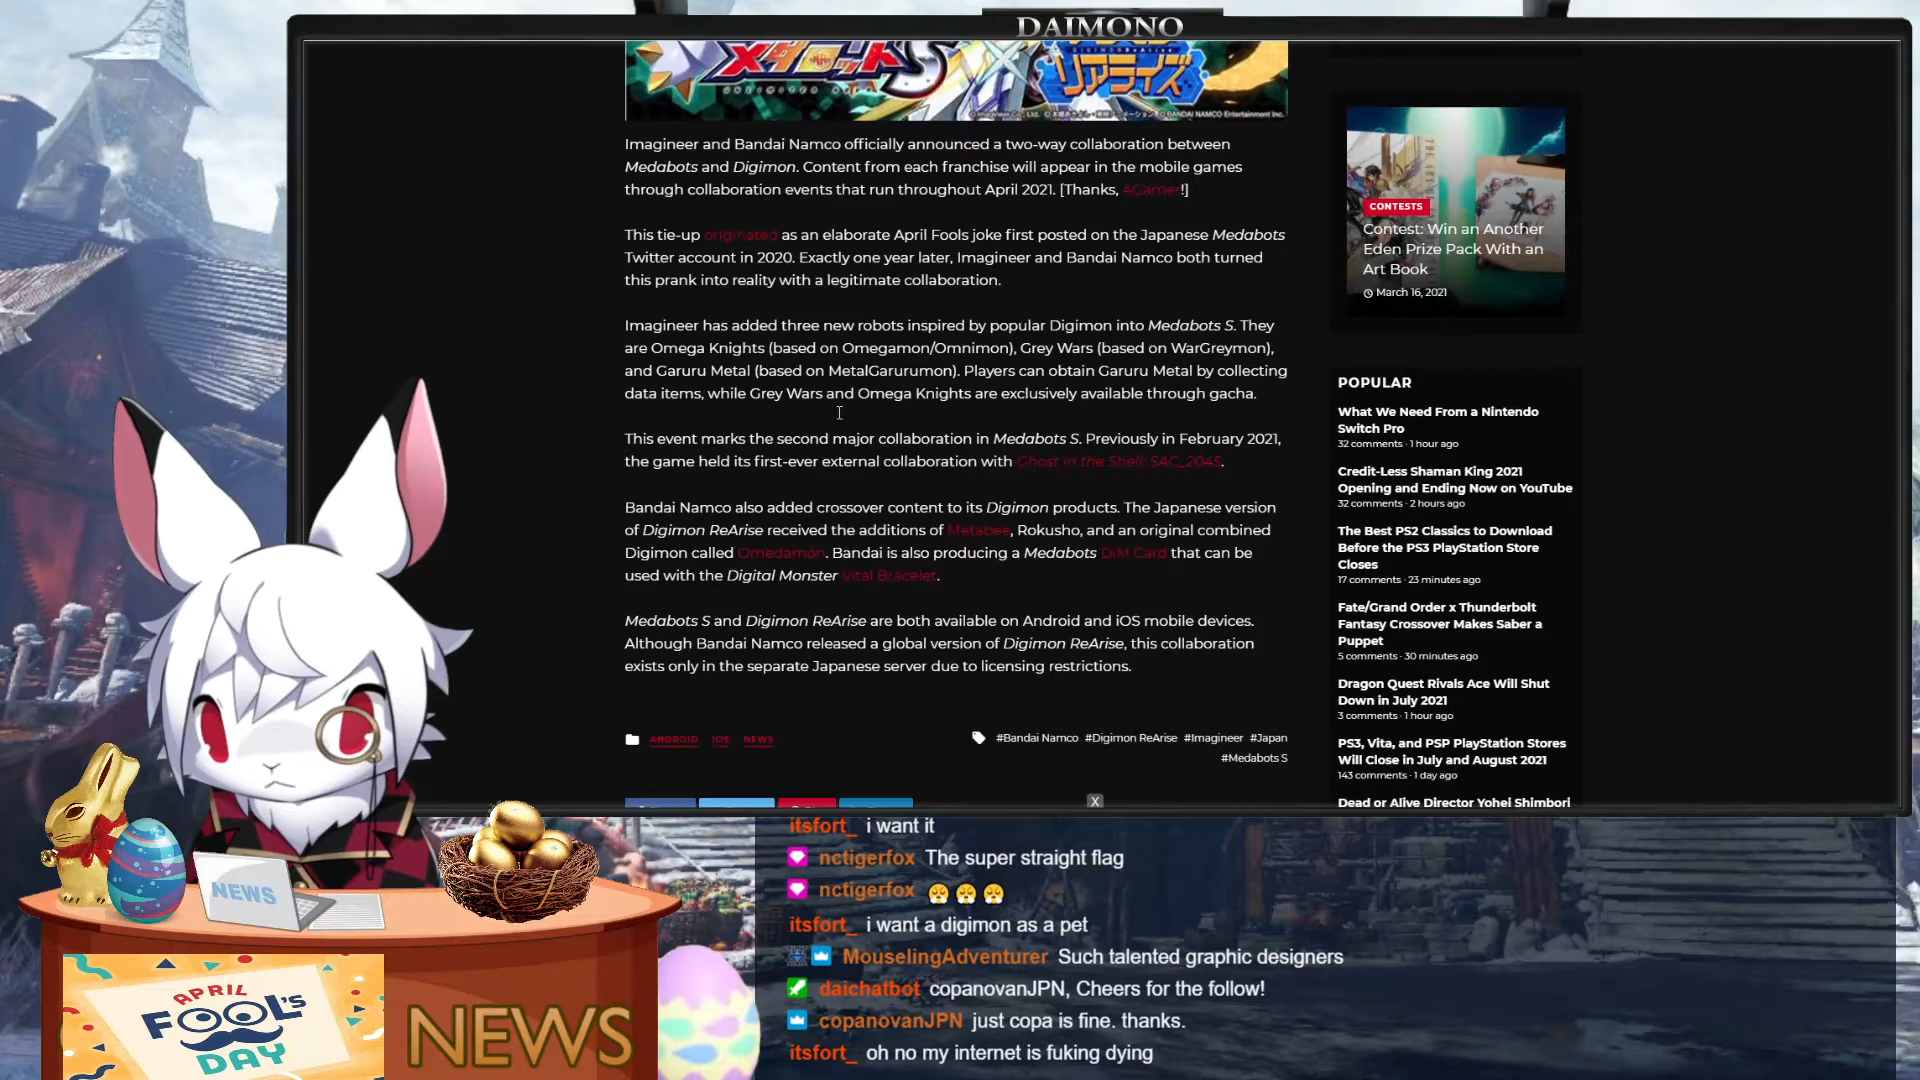 DAIMONO
メダロットS
リアライズ
Imagineer and Bandai Namco officially announced a two-way collaboration between
Medabots and Digimon. Content from each franchise will appear in the mobile games
through collaboration events that run throughout April 2021. [Thanks, 4Gamer!]
This tie-up originated as an elaborate April Fools joke first posted on the Japanese Medabots
Twitter account in 2020. Exactly one year later, Imagineer and Bandai Namco both turned
this prank into reality with a legitimate collaboration.
Imagineer has added three new robots inspired by popular Digimon into Medabots S. They
are Omega Knights (based on Omegamon/Omnimon), Grey Wars (based on WarGreymon),
and Garuru Metal (based on MetalGarurumon). Players can obtain Garuru Metal by collecting
data items, while Grey Wars and Omega Knights are exclusively available through gacha.
This event marks the second major collaboration in Medabots S. Previously in February 2021,
the game held its first-ever external collaboration with Ghost in the Shell: SAC_2045.
Bandai Namco also added crossover content to its Digimon products. The Japanese version
of Digimon ReArise received the additions of Metabee, Rokusho, and an original combined
Digimon called Omedamon. Bandai is also producing a Medabots DiM Card that can be
used with the Digital Monster Vital Bracelet.
Medabots S and Digimon ReArise are both available on Android and iOS mobile devices.
Although Bandai Namco released a global version of Digimon ReArise, this collaboration
exists only in the separate Japanese server due to licensing restrictions.
ANDROID IOS NEWS
#Bandai Namco #Digimon ReArise #Imagineer #Japan
#Medabots S
X
CONTESTS
Contest: Win an Another
Eden Prize Pack With an
Art Book
March 16, 2021
POPULAR
What We Need From a Nintendo
Switch Pro
32 comments · 1 hour ago
Credit-Less Shaman King 2021
Opening and Ending Now on YouTube
32 comments · 2 hours ago
The Best PS2 Classics to Download
Before the PS3 PlayStation Store
Closes
17 comments · 23 minutes ago
Fate/Grand Order x Thunderbolt
Fantasy Crossover Makes Saber a
Puppet
5 comments · 30 minutes ago
Dragon Quest Rivals Ace Will Shut
Down in July 2021
3 comments · 1 hour ago
PS3, Vita, and PSP PlayStation Stores
Will Close in July and August 2021
143 comments · 1 day ago
Dead or Alive Director Yohei Shimbori
itsfort_ i want it
nctigerfox The super straight flag
nctigerfox 😤 😤 😤
itsfort_ i want a digimon as a pet
MouselingAdventurer Such talented graphic designers
daichatbot copanovanJPN, Cheers for the follow!
copanovanJPN just copa is fine. thanks.
itsfort_ oh no my internet is fuking dying
NEWS
APRIL
FOOL'S
DAY
NEWS